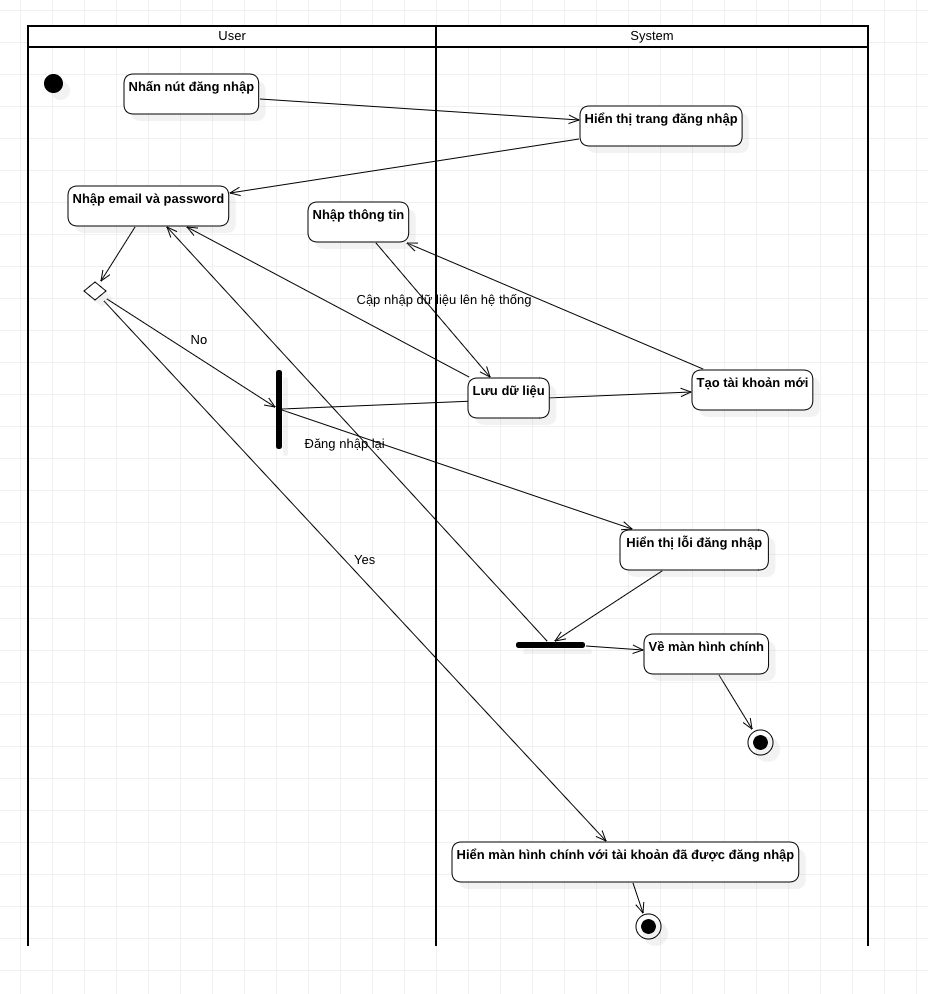 User
System
Nhấn nút đăng nhập
Hiển thị trang đăng nhập
Nhập email và password
Nhập thông tin
Cập nhập dữ liệu lên hệ thống
No
Lưu dữ liệu
Tạo tài khoản mới
Đăng nhập lại
Hiển thị lỗi đăng nhập
Yes
Về màn hình chính
Hiển màn hình chính với tài khoản đã được đăng nhập